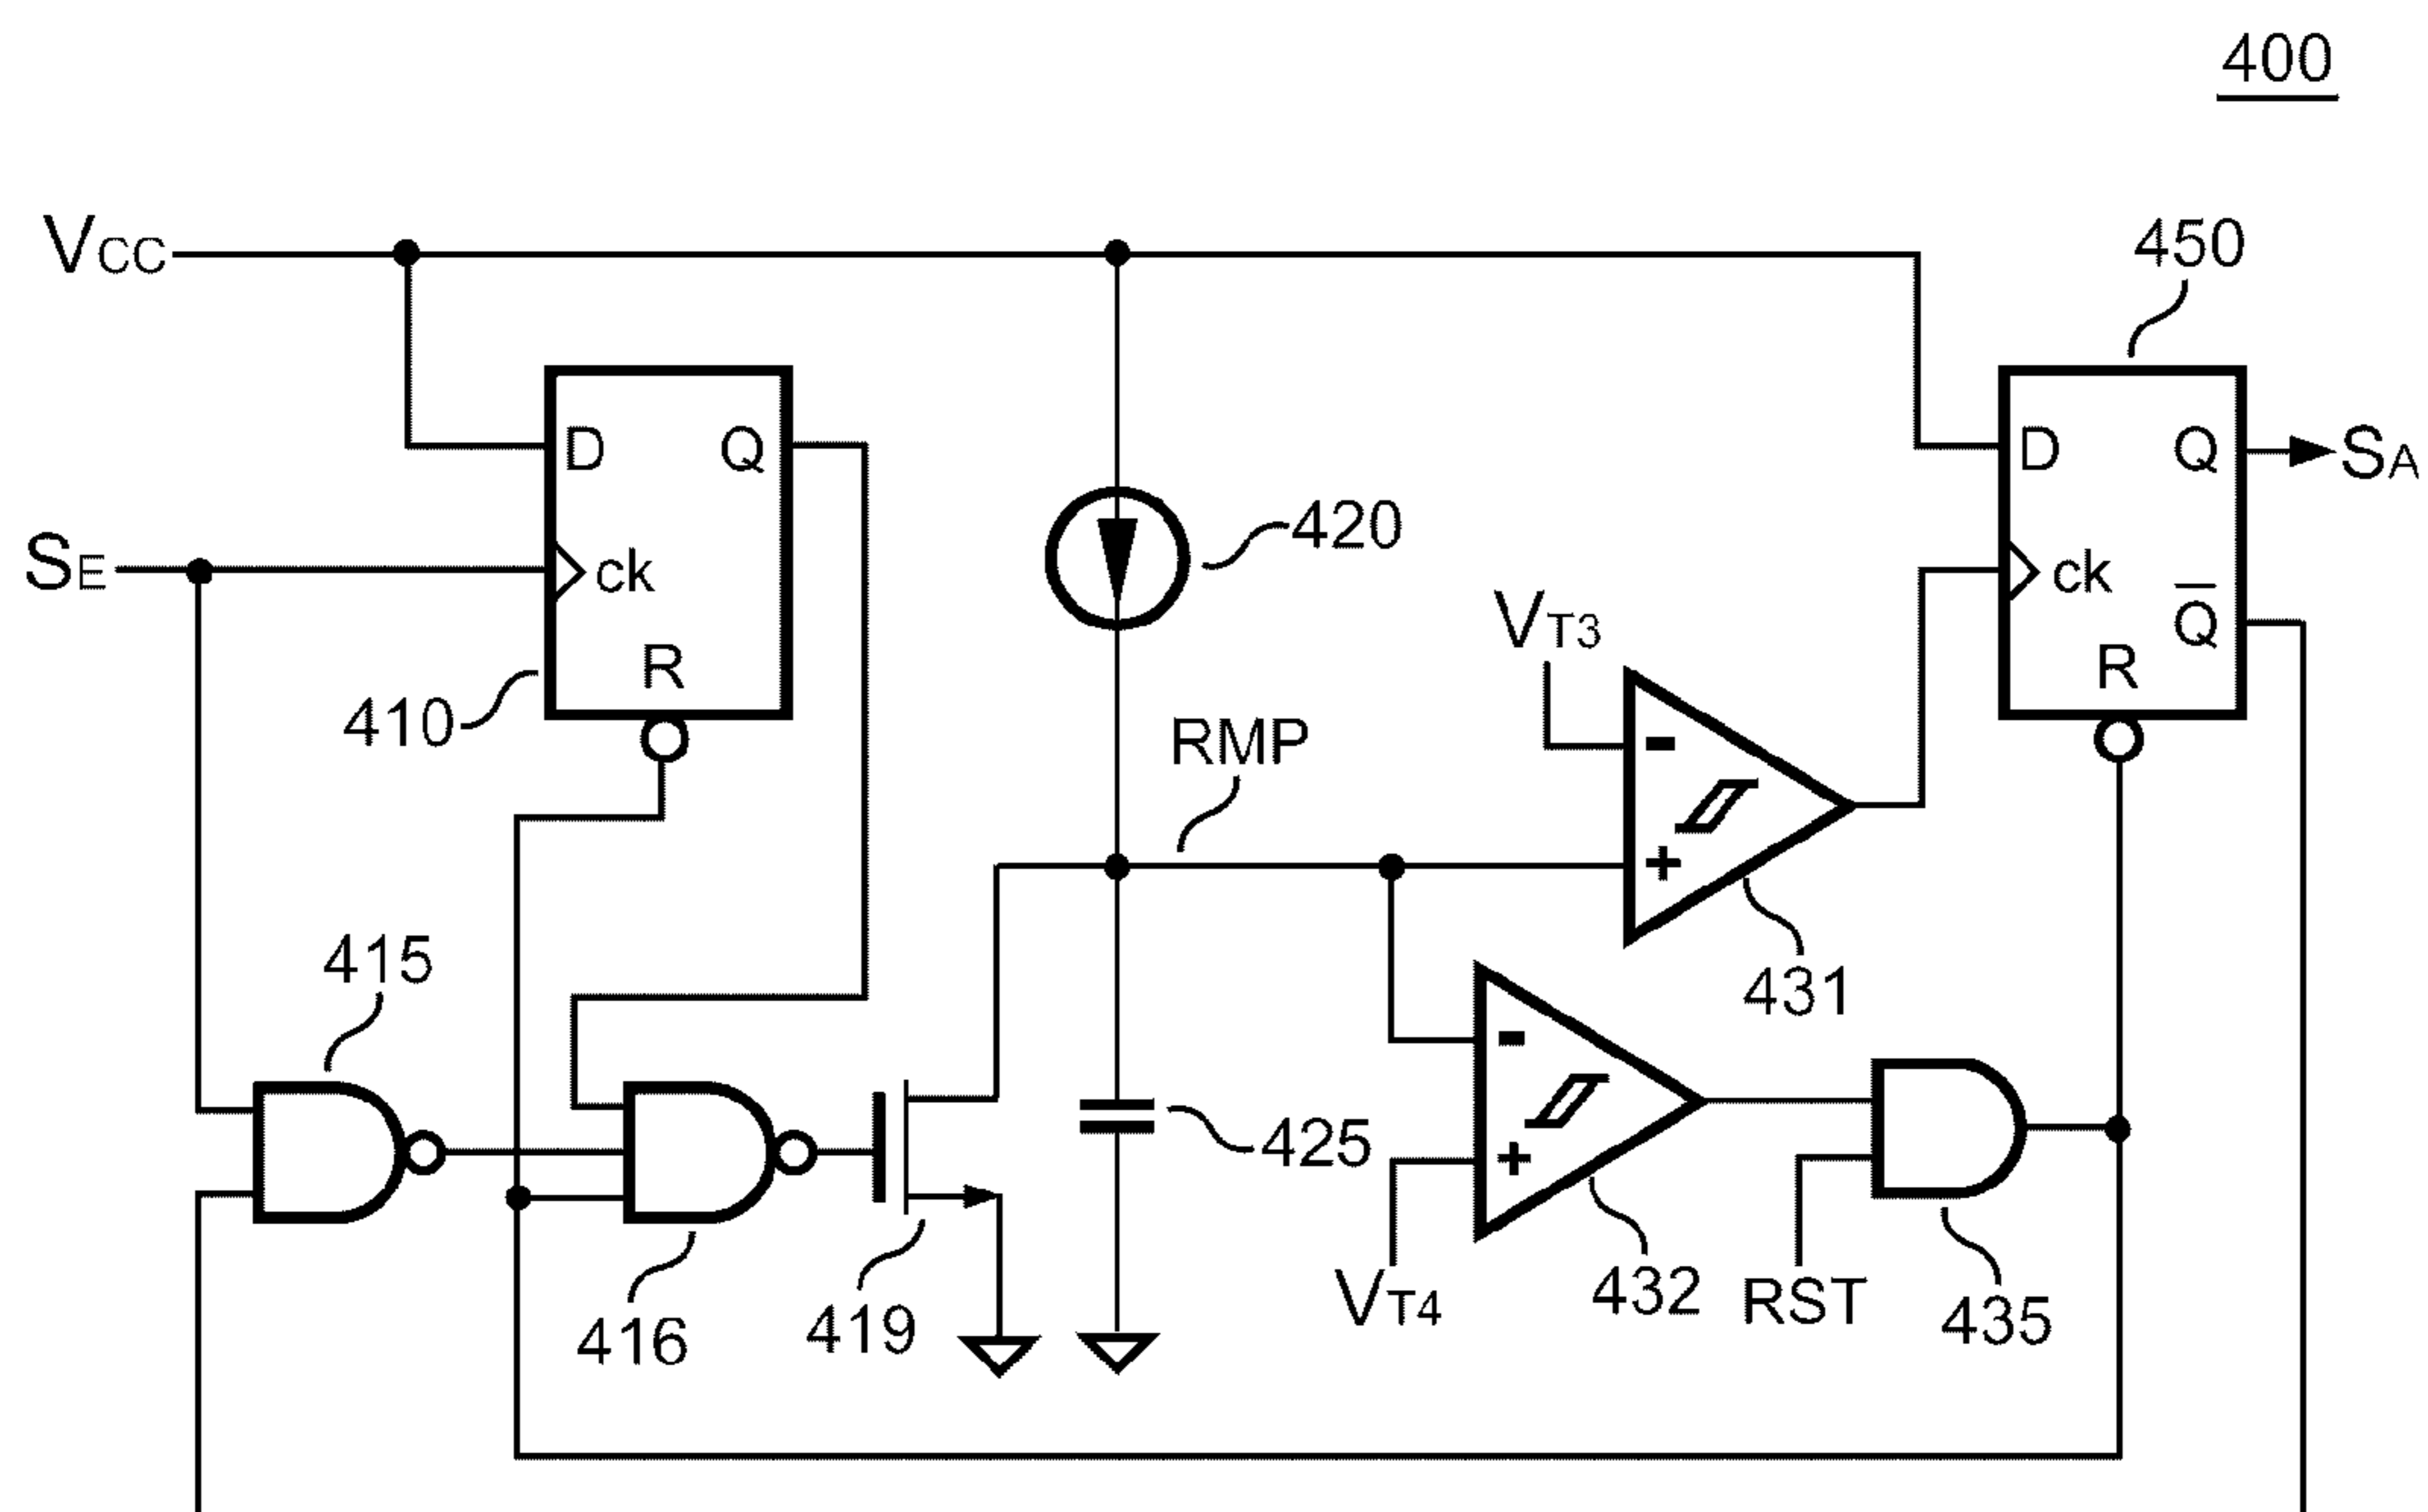 400
VCC
450
D Q
D Q
SA
SE
ck
420
ck
Q
VT3
R
R
410
RMP
-
+
415
431
-
+
425
416
419
VT4
432
RST
435